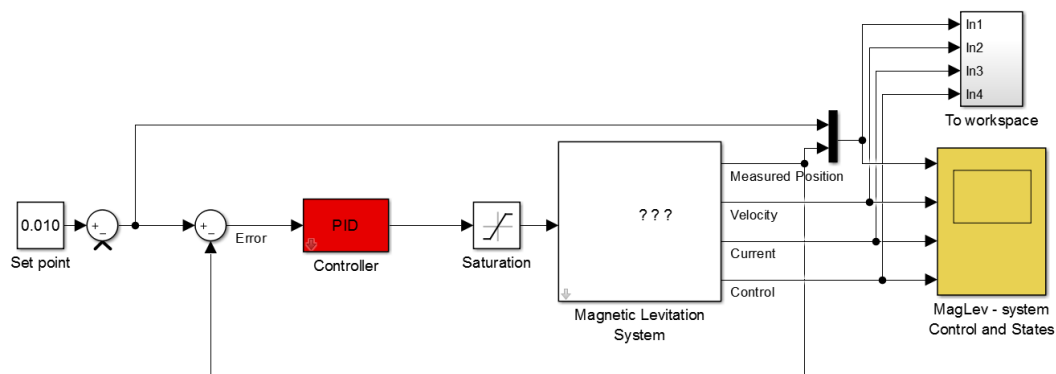 In1
In2
In3
In4
To workspace
Measured Position
? ? ?
Velocity
0.010
+
−
+
−
PID
Error
Current
Set point
Controller
Saturation
Control
Magnetic Levitation
System
MagLev - system
Control and States